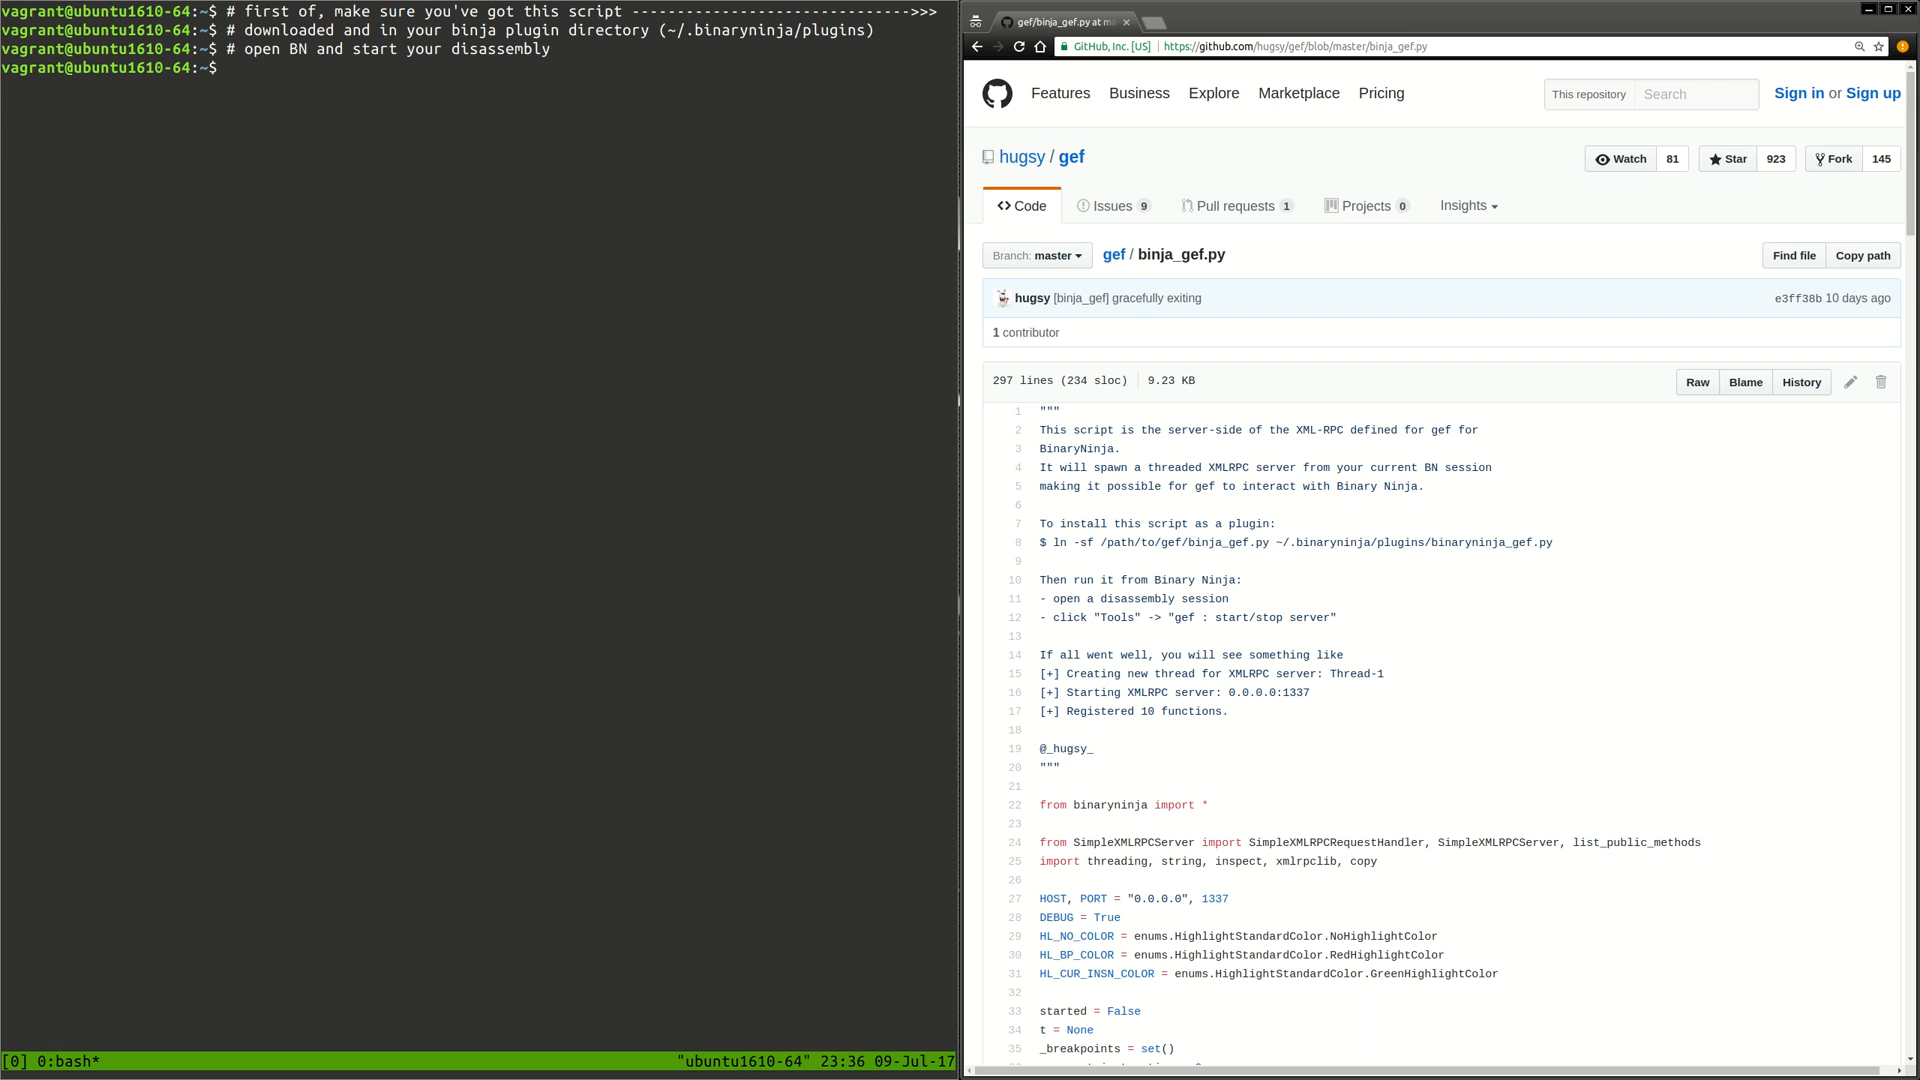 vagrant@ubuntu1610-64:~$ # first of, make sure you've got this script ------------------------------->>>
vagrant@ubuntu1610-64:~$ # downloaded and in your binja plugin directory (~/.binaryninja/plugins)
vagrant@ubuntu1610-64:~$ # open BN and start your disassembly
vagrant@ubuntu1610-64:~$
[0] 0:bash* "ubuntu1610-64" 23:36 09-Jul-17
gef/binja_gef.py at ma
GitHub, Inc. [US] https://github.com/hugsy/gef/blob/master/binja_gef.py
Features Business Explore Marketplace Pricing This repository Search Sign in or Sign up
hugsy / gef Watch 81 Star 923 Fork 145
Code Issues 9 Pull requests 1 Projects 0 Insights
Branch: master gef / binja_gef.py Find file Copy path
hugsy [binja_gef] gracefully exiting e3ff38b 10 days ago
1 contributor
297 lines (234 sloc) 9.23 KB Raw Blame History
1 """
2 This script is the server-side of the XML-RPC defined for gef for
3 BinaryNinja.
4 It will spawn a threaded XMLRPC server from your current BN session
5 making it possible for gef to interact with Binary Ninja.
6
7 To install this script as a plugin:
8 $ ln -sf /path/to/gef/binja_gef.py ~/.binaryninja/plugins/binaryninja_gef.py
9
10 Then run it from Binary Ninja:
11 - open a disassembly session
12 - click "Tools" -> "gef : start/stop server"
13
14 If all went well, you will see something like
15 [+] Creating new thread for XMLRPC server: Thread-1
16 [+] Starting XMLRPC server: 0.0.0.0:1337
17 [+] Registered 10 functions.
18
19 @_hugsy_
20 """
21
22 from binaryninja import *
23
24 from SimpleXMLRPCServer import SimpleXMLRPCRequestHandler, SimpleXMLRPCServer, list_public_methods
25 import threading, string, inspect, xmlrpclib, copy
26
27 HOST, PORT = "0.0.0.0", 1337
28 DEBUG = True
29 HL_NO_COLOR = enums.HighlightStandardColor.NoHighlightColor
30 HL_BP_COLOR = enums.HighlightStandardColor.RedHighlightColor
31 HL_CUR_INSN_COLOR = enums.HighlightStandardColor.GreenHighlightColor
32
33 started = False
34 t = None
35 _breakpoints = set()